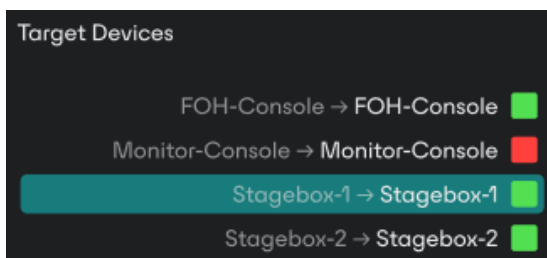 Target Devices
FOH-Console → FOH-Console
Monitor-Console → Monitor-Console
Stagebox-1 → Stagebox-1
Stagebox-2 → Stagebox-2